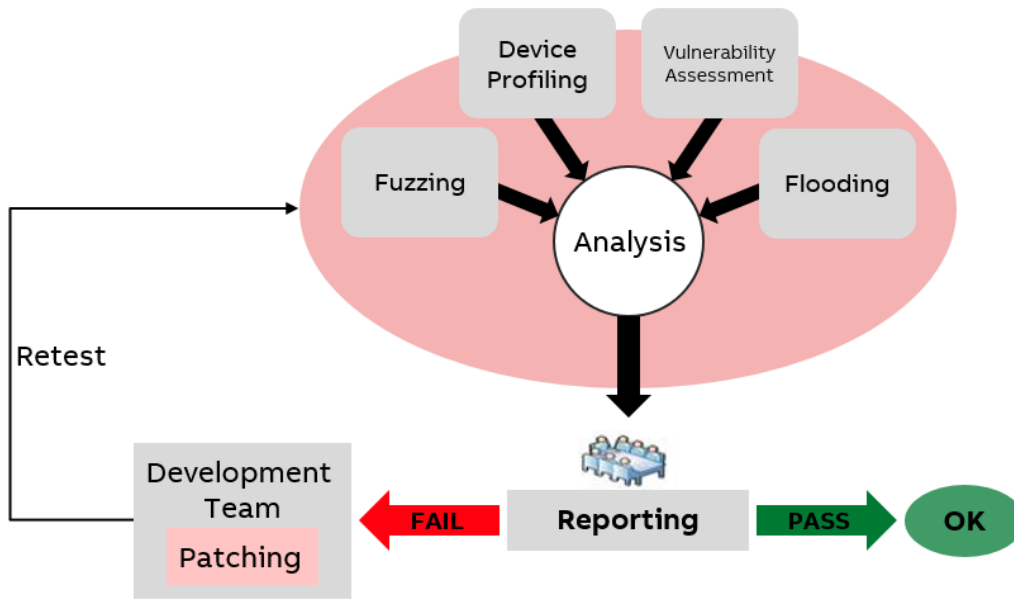 Device
Profiling
Vulnerability
Assessment
Fuzzing
Flooding
Analysis
Retest
Development
Team
Patching
FAIL
Reporting
PASS
OK